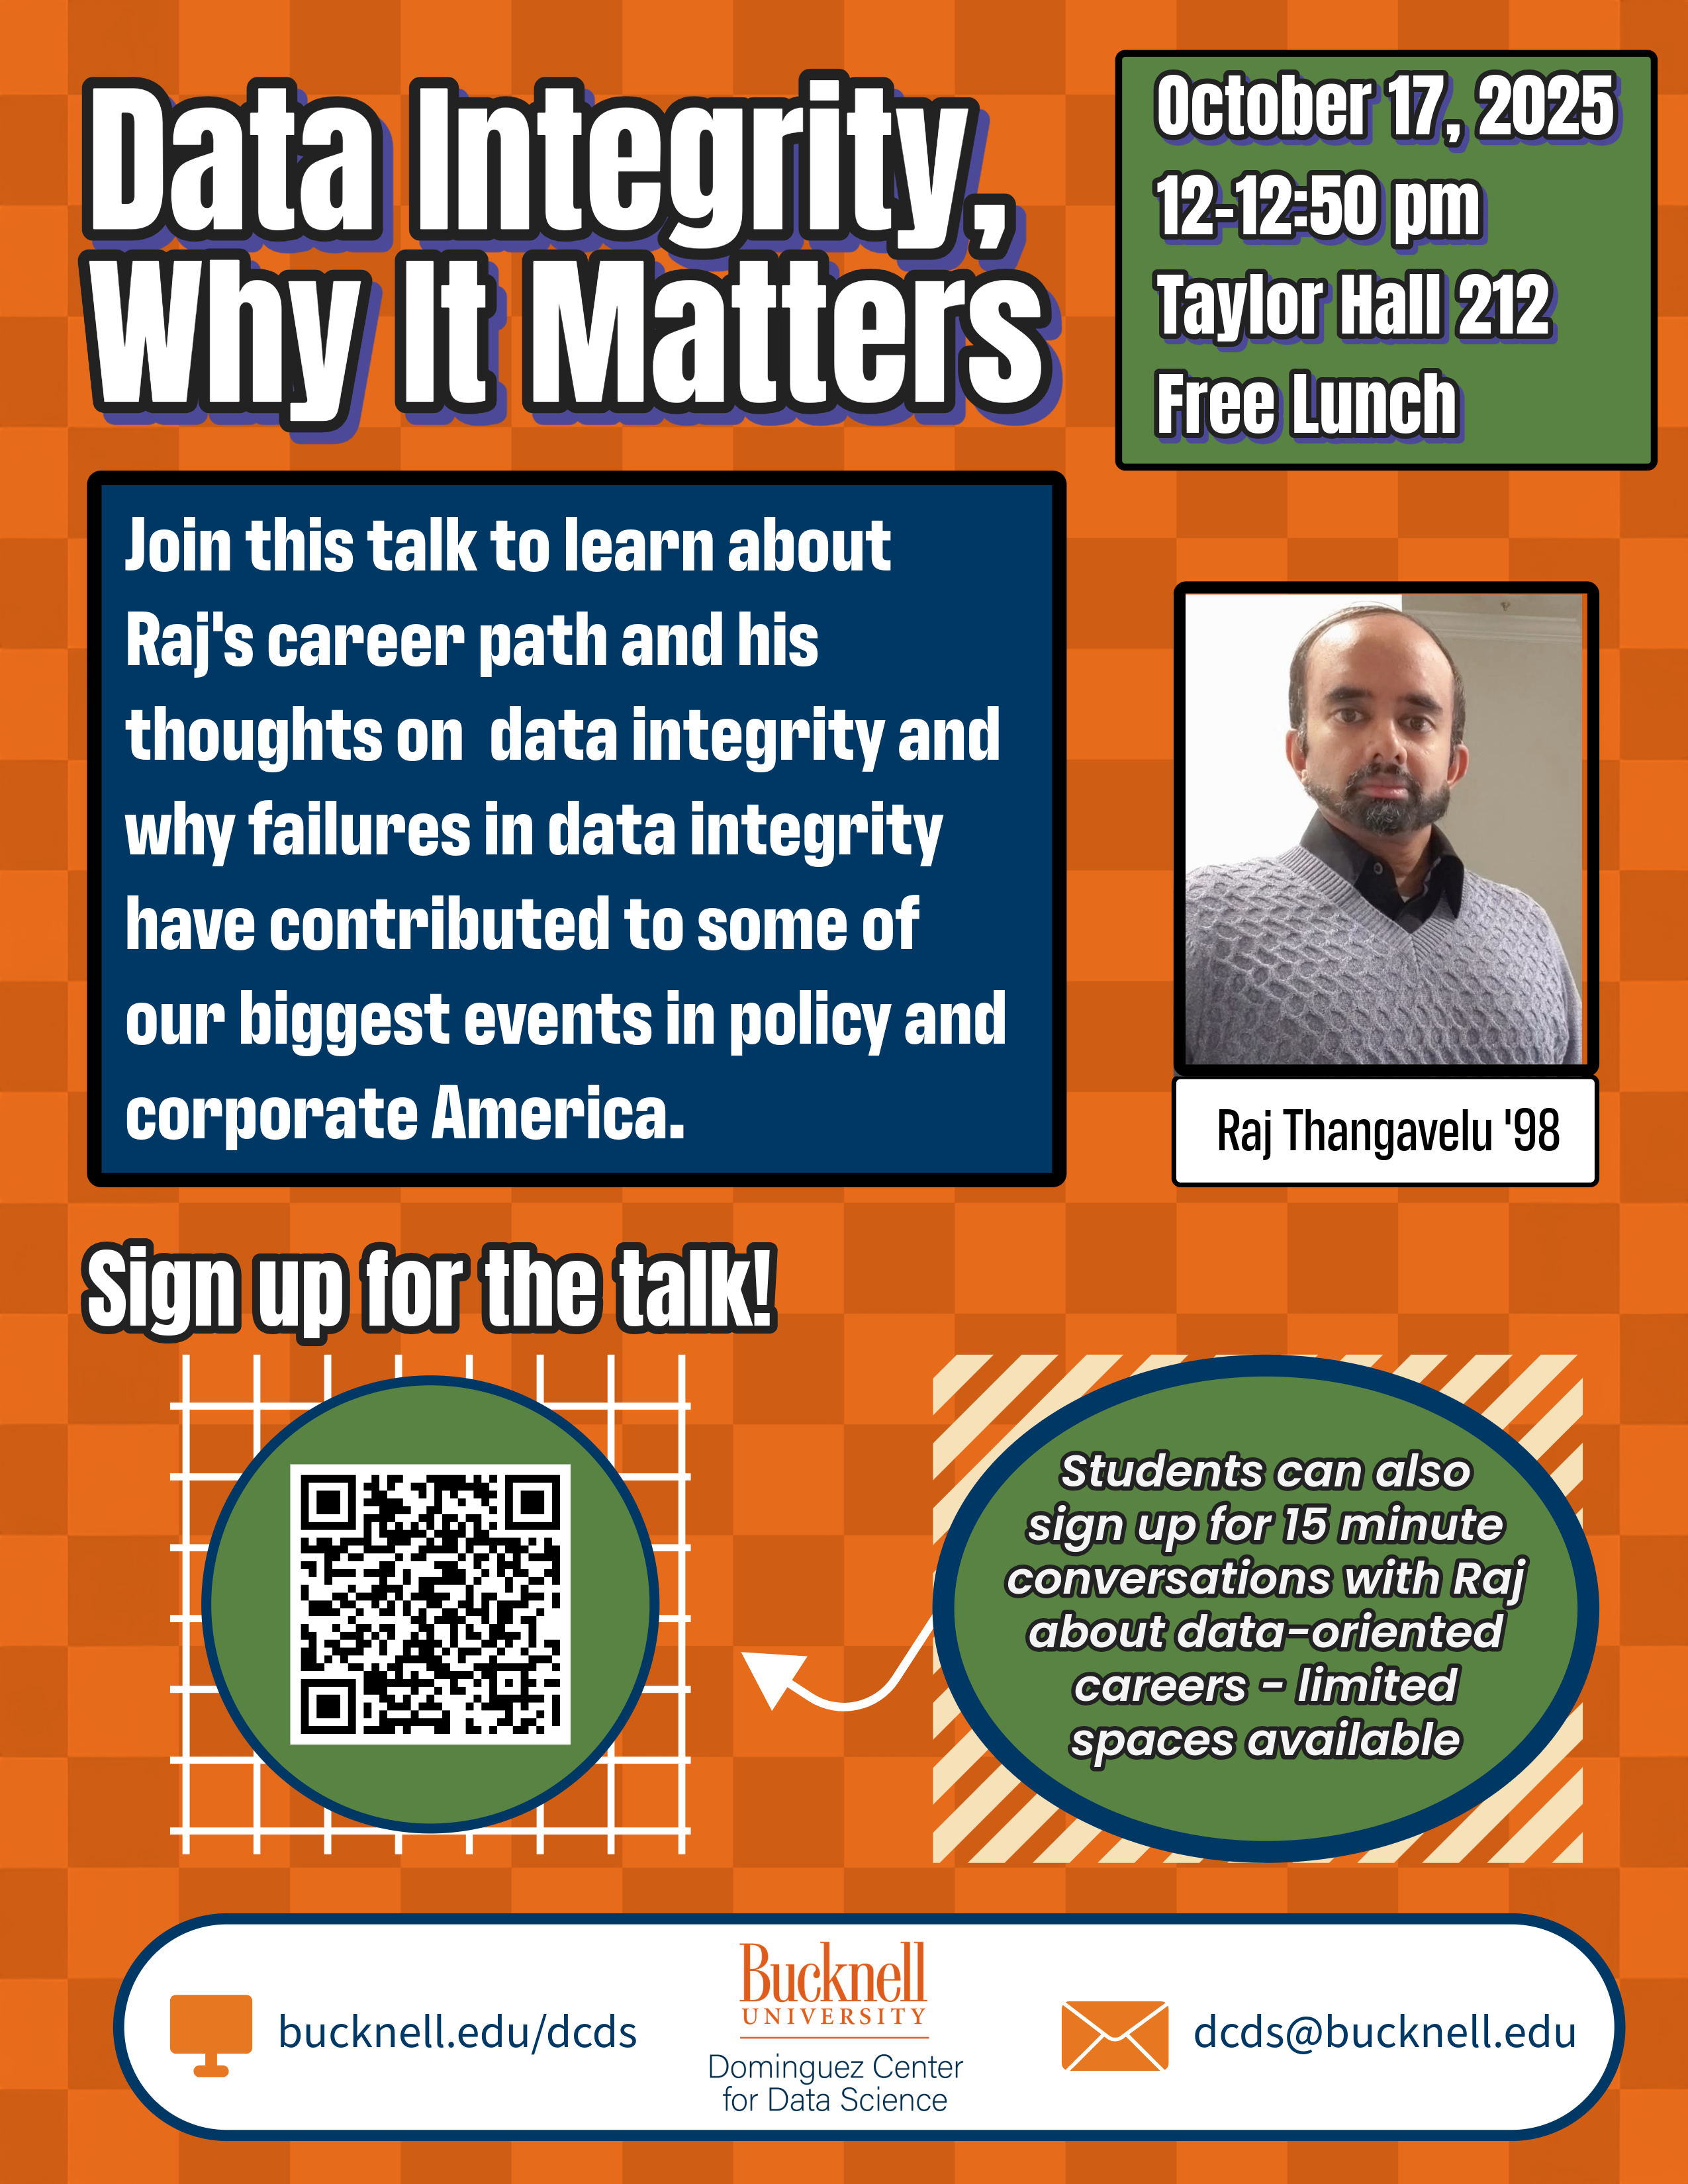 Data Integrity,
Why It Matters
October 17, 2025
12-12:50 pm
Taylor Hall 212
Free Lunch
Join this talk to learn about
Raj's career path and his
thoughts on  data integrity and
why failures in data integrity
have contributed to some of
our biggest events in policy and
corporate America.
Raj Thangavelu '98
Sign up for the talk!
Students can also
sign up for 15 minute
conversations with Raj
about data-oriented
careers - limited
spaces available
bucknell.edu/dcds
Bucknell
UNIVERSITY
Dominguez Center
for Data Science
dcds@bucknell.edu